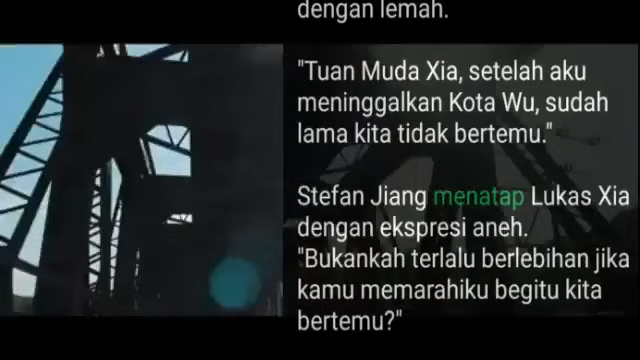 dengan lemah.
"Tuan Muda Xia, setelah aku
meninggalkan Kota Wu, sudah
lama kita tidak bertemu."
Stefan Jiang menatap Lukas Xia
dengan ekspresi aneh.
"Bukankah terlalu berlebihan jika
kamu memarahiku begitu kita
bertemu?"